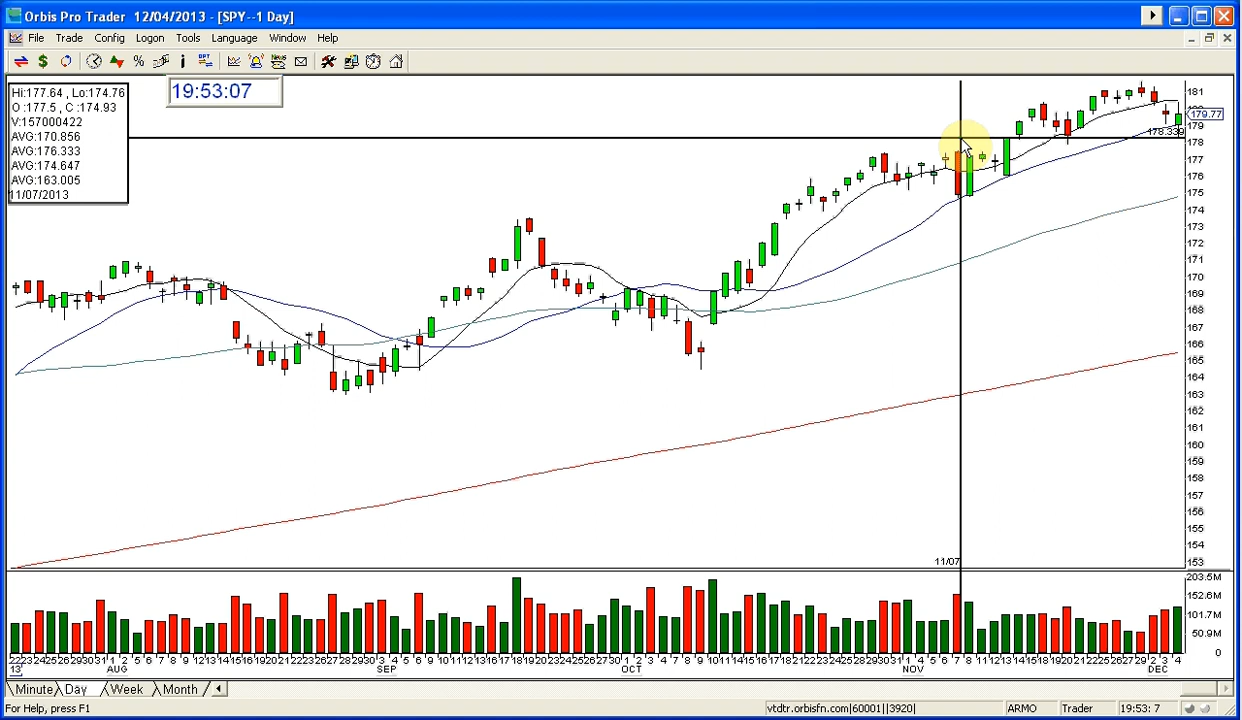 Orbis Pro Trader 12/04/2013 - [SPY--1 Day]
File Trade Config Logon Tools Language Window Help
19:53:07
Hi:177.64 , Lo:174.76
O :177.5 , C :174.93
V:157000422
AVG:170.856
AVG:176.333
AVG:174.647
AVG:163.005
11/07/2013
181
179.77
179
178.339
178
177
176
175
174
173
172
171
170
169
168
167
166
165
164
163
162
161
160
159
158
157
156
155
154
153
11/07
203.5M
152.6M
101.7M
50.9M
0
13 AUG SEP OCT NOV DEC
Minute Day Week Month
For Help, press F1 vtdtr.orbisfn.com|60001||3920| ARMO Trader 19:53: 7